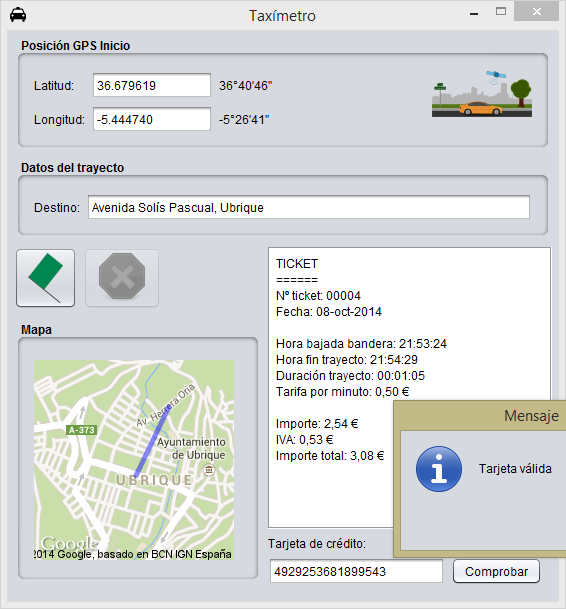 Taxímetro
Posición GPS Inicio
Latitud: 36.679619 36°40'46"
Longitud: -5.444740 -5°26'41"
Datos del trayecto
Destino: Avenida Solís Pascual, Ubrique
TICKET
======
Nº ticket: 00004
Fecha: 08-oct-2014
Hora bajada bandera: 21:53:24
Hora fin trayecto: 21:54:29
Duración trayecto: 00:01:05
Tarifa por minuto: 0,50 €
Importe: 2,54 €
IVA: 0,53 €
Importe total: 3,08 €
Mapa
Av. Herrera Oria
A-373
Ayuntamiento
de Ubrique
UBRIQUE
Google
2014 Google, basado en BCN IGN España
Mensaje
Tarjeta válida
Tarjeta de crédito:
4929253681899543 Comprobar